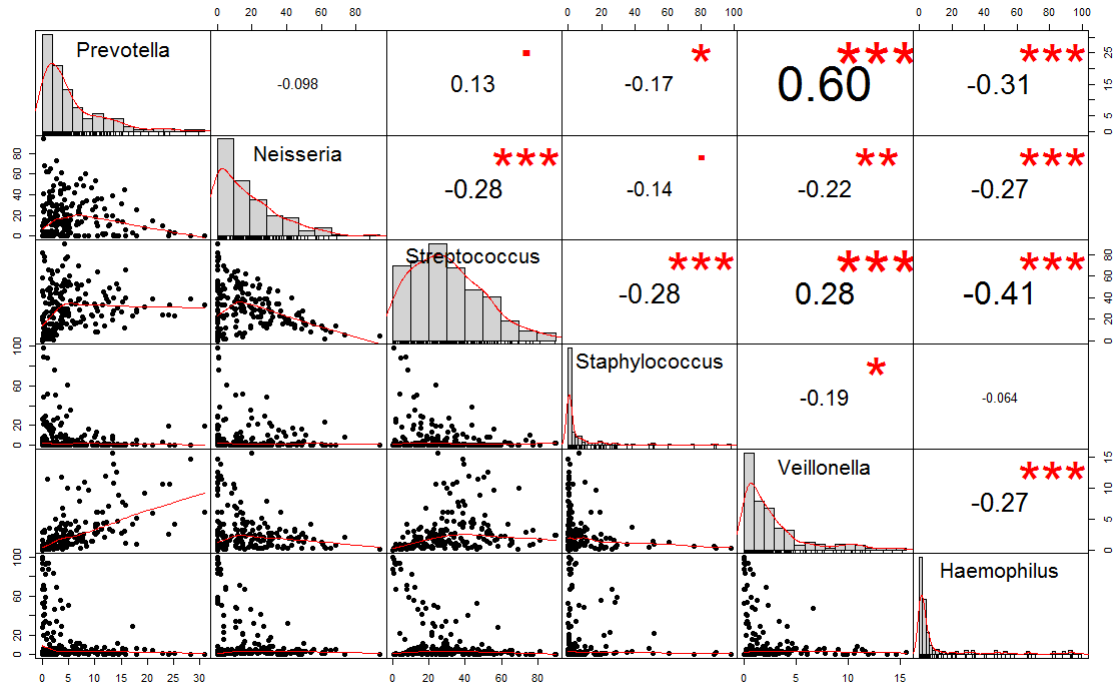 0 20 40 60 80 0 20 40 60 80 100 0 20 40 60 80 100
Prevotella -0.098 0.13 . -0.17 * 0.60 *** -0.31 *** 0 5 15 25
0 20 40 60 80 Neisseria -0.28 *** -0.14 . -0.22 ** -0.27 ***
Streptococcus -0.28 *** 0.28 *** -0.41 *** 0 20 40 60 80
0 20 60 100 Staphylococcus -0.19 * -0.064
Veillonella -0.27 *** 0 5 10 15
0 20 60 100 Haemophilus
0 5 10 15 20 25 30 0 20 40 60 80 0 5 10 15